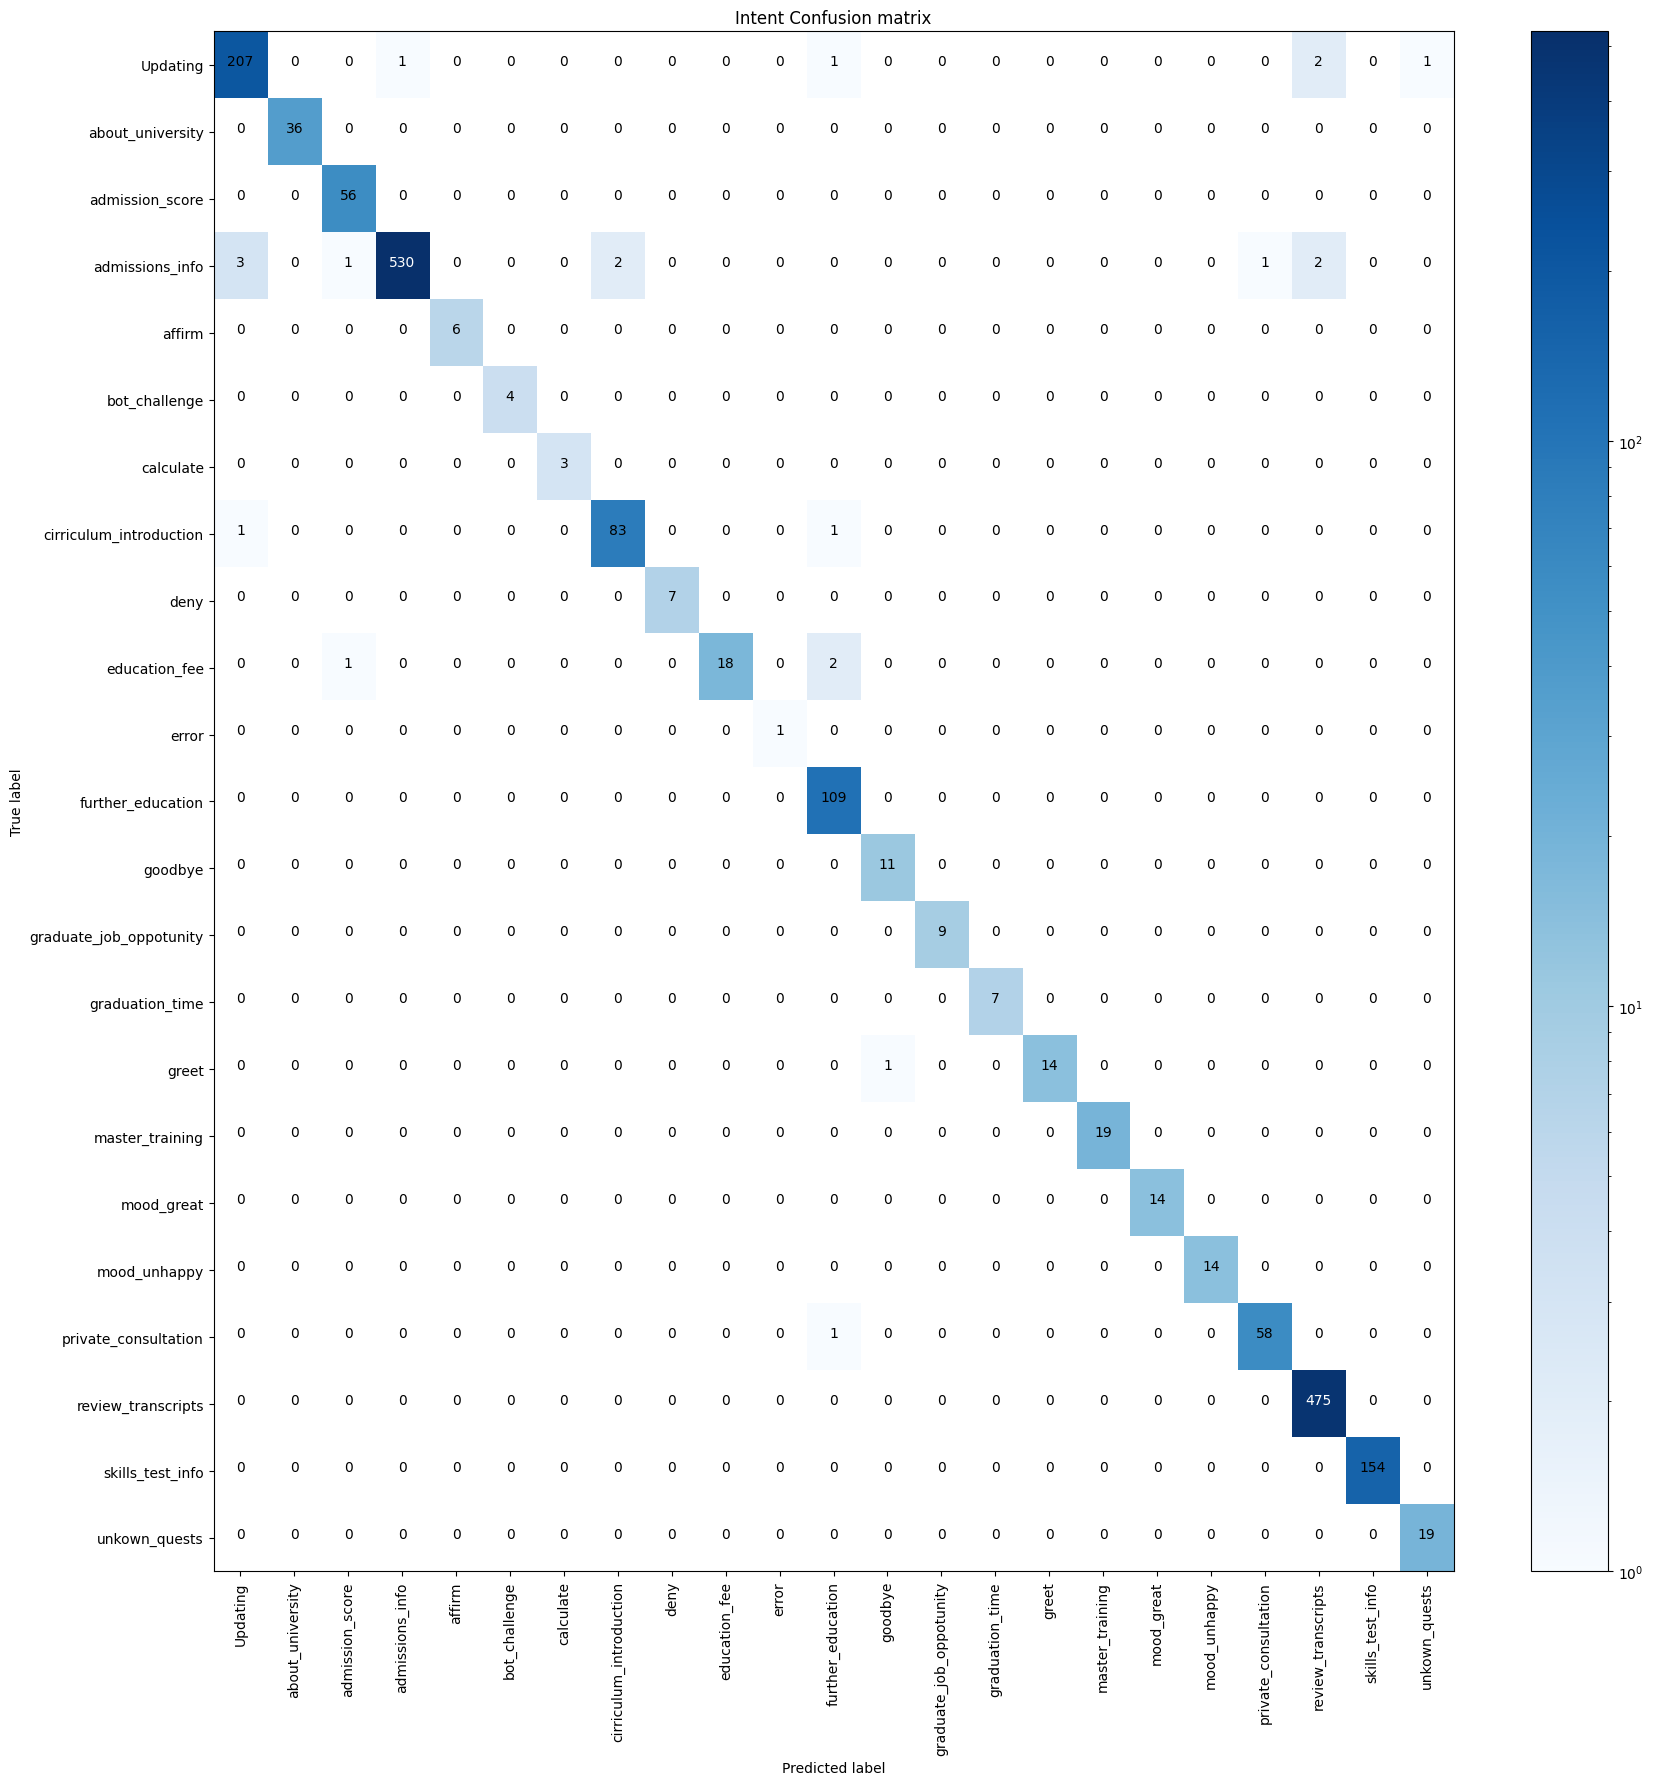 Intent Confusion matrix
Updating 207 0 0 1 0 0 0 0 0 0 0 1 0 0 0 0 0 0 0 0 2 0 1
about_university 0 36 0 0 0 0 0 0 0 0 0 0 0 0 0 0 0 0 0 0 0 0 0
admission_score 0 0 56 0 0 0 0 0 0 0 0 0 0 0 0 0 0 0 0 0 0 0 0
admissions_info 3 0 1 530 0 0 0 2 0 0 0 0 0 0 0 0 0 0 0 1 2 0 0
affirm 0 0 0 0 6 0 0 0 0 0 0 0 0 0 0 0 0 0 0 0 0 0 0
bot_challenge 0 0 0 0 0 4 0 0 0 0 0 0 0 0 0 0 0 0 0 0 0 0 0
calculate 0 0 0 0 0 0 3 0 0 0 0 0 0 0 0 0 0 0 0 0 0 0 0
cirriculum_introduction 1 0 0 0 0 0 0 83 0 0 0 1 0 0 0 0 0 0 0 0 0 0 0
deny 0 0 0 0 0 0 0 0 7 0 0 0 0 0 0 0 0 0 0 0 0 0 0
education_fee 0 0 1 0 0 0 0 0 0 18 0 2 0 0 0 0 0 0 0 0 0 0 0
error 0 0 0 0 0 0 0 0 0 0 1 0 0 0 0 0 0 0 0 0 0 0 0
further_education 0 0 0 0 0 0 0 0 0 0 0 109 0 0 0 0 0 0 0 0 0 0 0
goodbye 0 0 0 0 0 0 0 0 0 0 0 0 11 0 0 0 0 0 0 0 0 0 0
graduate_job_oppotunity 0 0 0 0 0 0 0 0 0 0 0 0 0 9 0 0 0 0 0 0 0 0 0
graduation_time 0 0 0 0 0 0 0 0 0 0 0 0 0 0 7 0 0 0 0 0 0 0 0
greet 0 0 0 0 0 0 0 0 0 0 0 0 1 0 0 14 0 0 0 0 0 0 0
master_training 0 0 0 0 0 0 0 0 0 0 0 0 0 0 0 0 19 0 0 0 0 0 0
mood_great 0 0 0 0 0 0 0 0 0 0 0 0 0 0 0 0 0 14 0 0 0 0 0
mood_unhappy 0 0 0 0 0 0 0 0 0 0 0 0 0 0 0 0 0 0 14 0 0 0 0
private_consultation 0 0 0 0 0 0 0 0 0 0 0 1 0 0 0 0 0 0 0 58 0 0 0
review_transcripts 0 0 0 0 0 0 0 0 0 0 0 0 0 0 0 0 0 0 0 0 475 0 0
skills_test_info 0 0 0 0 0 0 0 0 0 0 0 0 0 0 0 0 0 0 0 0 0 154 0
unkown_quests 0 0 0 0 0 0 0 0 0 0 0 0 0 0 0 0 0 0 0 0 0 0 19
True label
Updating
about_university
admission_score
admissions_info
affirm
bot_challenge
calculate
cirriculum_introduction
deny
education_fee
error
further_education
goodbye
graduate_job_oppotunity
graduation_time
greet
master_training
mood_great
mood_unhappy
private_consultation
review_transcripts
skills_test_info
unkown_quests
Predicted label
10²
10¹
10⁰